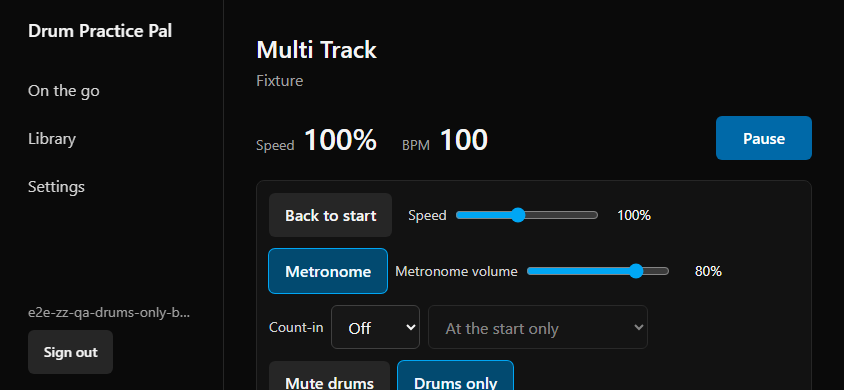 Drum Practice Pal
On the go
Library
Settings
e2e-zz-qa-drums-only-b...
Sign out
Multi Track
Fixture
Speed 100% BPM 100
Pause
Back to start Speed 100%
Metronome Metronome volume 80%
Count-in Off At the start only
Mute drums Drums only